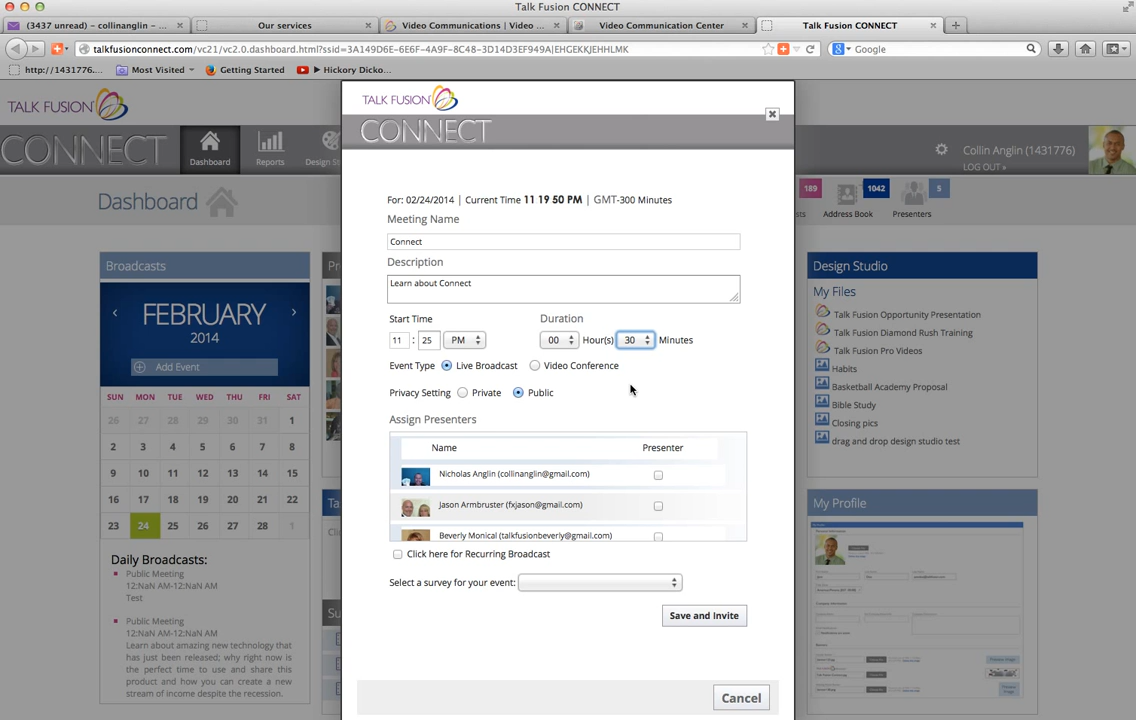 Talk Fusion CONNECT
(3437 unread) - collinanglin – ...
Our services
Video Communications | Video ...
Video Communication Center
Talk Fusion CONNECT
talkfusionconnect.com/vc21/vc2.0.dashboard.html?ssid=3A149D6E-6E6F-4A9F-8C48-3D14D3EF949A|EHGEKKJEHHLMK
Google
http://1431776....
Most Visited
Getting Started
Hickory Dicko...
TALK FUSION
CONNECT
Dashboard
Reports
Design St
Collin Anglin (1431776)
LOG OUT »
Dashboard
189
sts
1042
Address Book
5
Presenters
TALK FUSION
CONNECT
For: 02/24/2014 | Current Time 11 19 50 PM | GMT-300 Minutes
Meeting Name
Connect
Description
Learn about Connect
Start Time
Duration
11 : 25 PM
00 Hour(s) 30 Minutes
Event Type Live Broadcast Video Conference
Privacy Setting Private Public
Assign Presenters
Name Presenter
Nicholas Anglin (collinanglin@gmail.com)
Jason Armbruster (fxjason@gmail.com)
Beverly Monical (talkfusionbeverly@gmail.com)
Click here for Recurring Broadcast
Select a survey for your event:
Save and Invite
Cancel
Broadcasts
FEBRUARY
2014
Add Event
SUN MON TUE WED THU FRI SAT
26 27 28 29 30 31 1
2 3 4 5 6 7 8
9 10 11 12 13 14 15
16 17 18 19 20 21 22
23 24 25 26 27 28 1
Daily Broadcasts:
Public Meeting
12:NaN AM-12:NaN AM
Test
Public Meeting
12:NaN AM-12:NaN AM
Learn about amazing new technology that
has just been released; why right now is
the perfect time to use and share this
product and how you can create a new
stream of income despite the recession.
Design Studio
My Files
Talk Fusion Opportunity Presentation
Talk Fusion Diamond Rush Training
Talk Fusion Pro Videos
Habits
Basketball Academy Proposal
Bible Study
Closing pics
drag and drop design studio test
My Profile